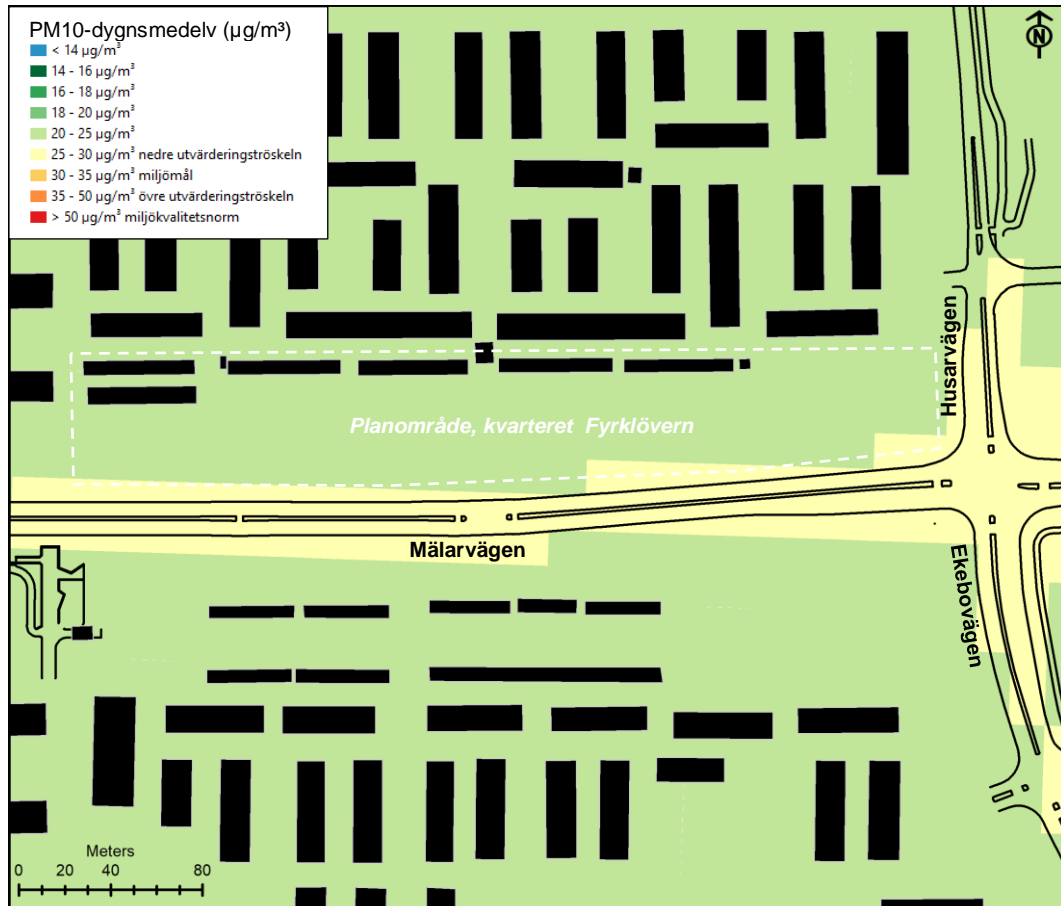 PM10-dygnsmedelv (µg/m³)
< 14 µg/m³
14 - 16 µg/m³
16 - 18 µg/m³
18 - 20 µg/m³
20 - 25 µg/m³
25 - 30 µg/m³ nedre utvärderingströskeln
30 - 35 µg/m³ miljömål
35 - 50 µg/m³ övre utvärderingströskeln
> 50 µg/m³ miljökvalitetsnorm
N
Husarvägen
Planområde, kvarteret Fyrklövern
Mälarvägen
Ekebovägen
Meters
0 20 40 80